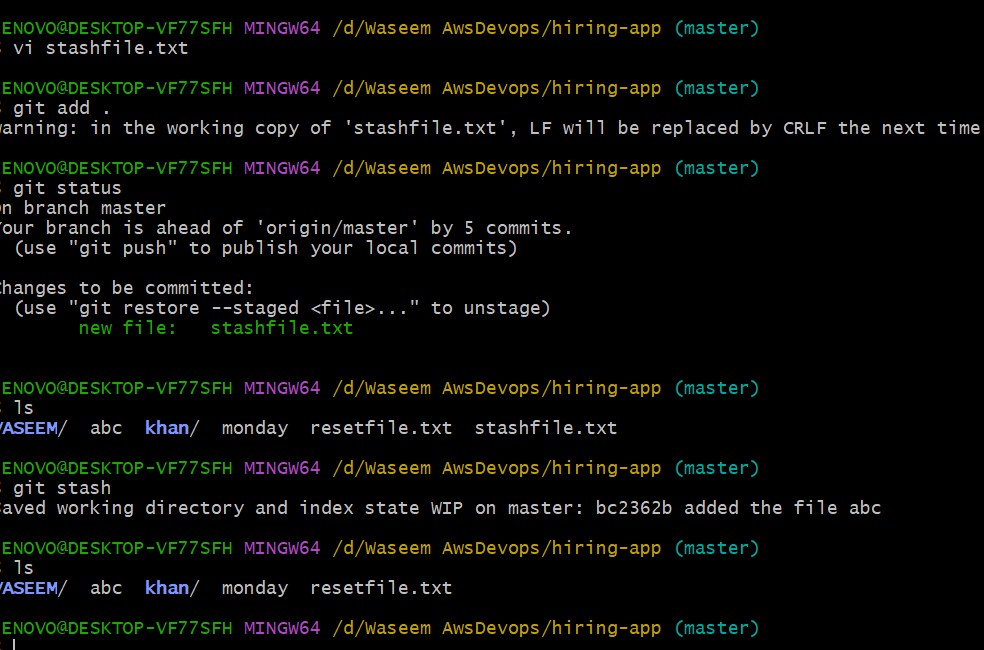 ENOVO@DESKTOP-VF77SFH MINGW64 /d/Waseem AwsDevops/hiring-app (master)
$ vi stashfile.txt
ENOVO@DESKTOP-VF77SFH MINGW64 /d/Waseem AwsDevops/hiring-app (master)
$ git add .
warning: in the working copy of 'stashfile.txt', LF will be replaced by CRLF the next time
ENOVO@DESKTOP-VF77SFH MINGW64 /d/Waseem AwsDevops/hiring-app (master)
$ git status
On branch master
Your branch is ahead of 'origin/master' by 5 commits.
(use "git push" to publish your local commits)
Changes to be committed:
(use "git restore --staged <file>..." to unstage)
new file: stashfile.txt
ENOVO@DESKTOP-VF77SFH MINGW64 /d/Waseem AwsDevops/hiring-app (master)
$ ls
WASEEM/ abc khan/ monday resetfile.txt stashfile.txt
ENOVO@DESKTOP-VF77SFH MINGW64 /d/Waseem AwsDevops/hiring-app (master)
$ git stash
Saved working directory and index state WIP on master: bc2362b added the file abc
ENOVO@DESKTOP-VF77SFH MINGW64 /d/Waseem AwsDevops/hiring-app (master)
$ ls
WASEEM/ abc khan/ monday resetfile.txt
ENOVO@DESKTOP-VF77SFH MINGW64 /d/Waseem AwsDevops/hiring-app (master)
$